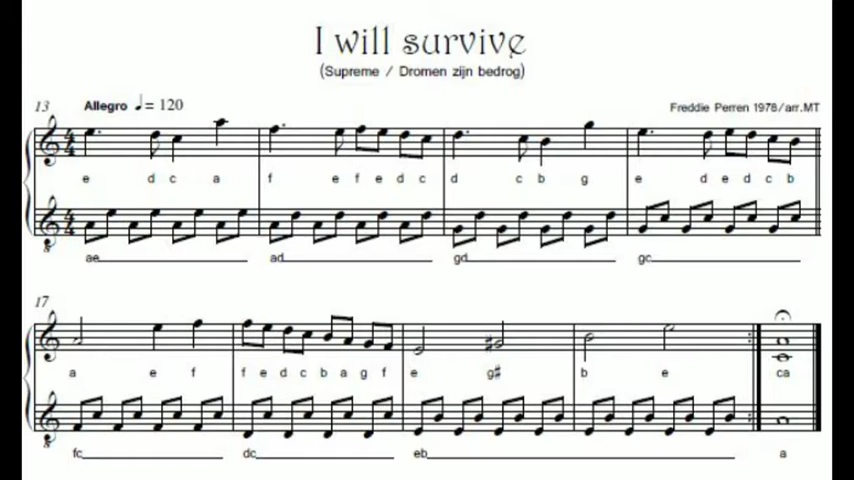 I will survive
(Supreme / Dromen zijn bedrog)
13 Allegro ♩= 120 Freddie Perren 1978/arr.MT
e d c a f e f e d c d c b g e d e d c b
ae ad gd gc
17
a e f f e d c b a g f e g# b e ca
fc dc eb a